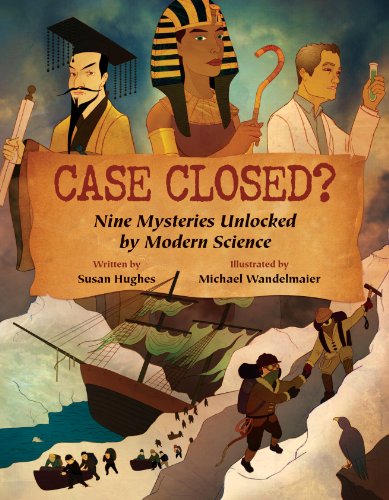 CASE CLOSED?
Nine Mysteries Unlocked
by Modern Science
Written by
Susan Hughes
Illustrated by
Michael Wandelmaier